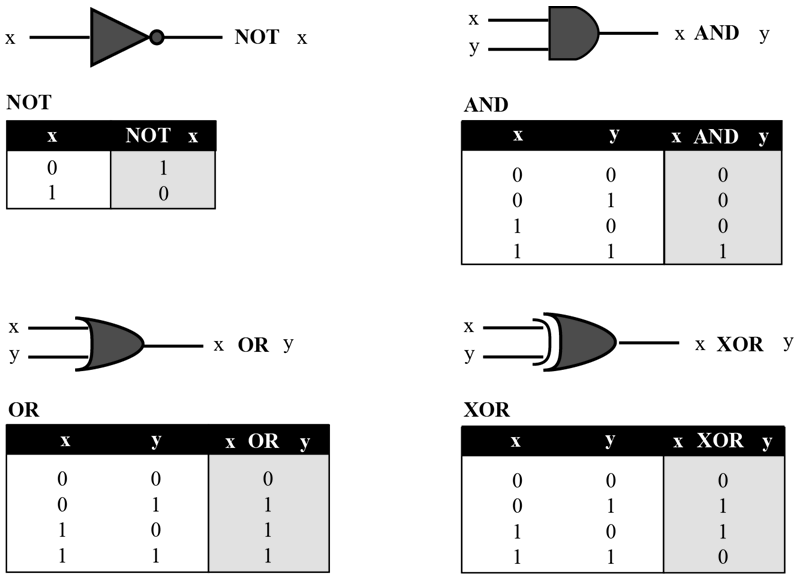 x NOT x
NOT
x NOT x
0 1
1 0
x
y
x AND y
AND
x y x AND y
0 0 0
0 1 0
1 0 0
1 1 1
x
y
x OR y
OR
x y x OR y
0 0 0
0 1 1
1 0 1
1 1 1
x
y
x XOR y
XOR
x y x XOR y
0 0 0
0 1 1
1 0 1
1 1 0